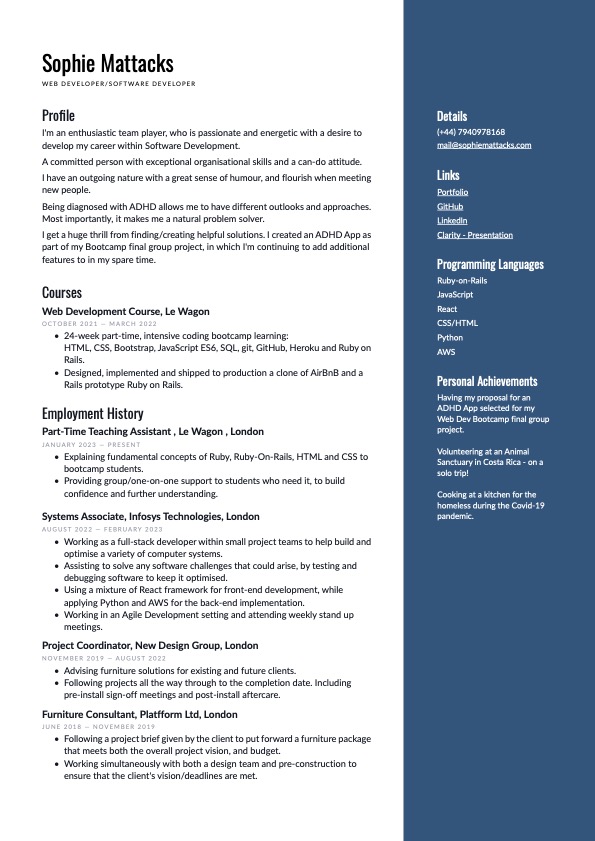 Sophie Mattacks
WEB DEVELOPER/SOFTWARE DEVELOPER
Profile
I'm an enthusiastic team player, who is passionate and energetic with a desire to
develop my career within Software Development.
A committed person with exceptional organisational skills and a can-do attitude.
I have an outgoing nature with a great sense of humour, and flourish when meeting
new people.
Being diagnosed with ADHD allows me to have different outlooks and approaches.
Most importantly, it makes me a natural problem solver.
I get a huge thrill from finding/creating helpful solutions. I created an ADHD App as
part of my Bootcamp final group project, in which I'm continuing to add additional
features to in my spare time.
Courses
Web Development Course, Le Wagon
OCTOBER 2021 — MARCH 2022
• 24-week part-time, intensive coding bootcamp learning:
HTML, CSS, Bootstrap, JavaScript ES6, SQL, git, GitHub, Heroku and Ruby on
Rails.
• Designed, implemented and shipped to production a clone of AirBnB and a
Rails prototype Ruby on Rails.
Employment History
Part-Time Teaching Assistant , Le Wagon , London
JANUARY 2023 — PRESENT
• Explaining fundamental concepts of Ruby, Ruby-On-Rails, HTML and CSS to
bootcamp students.
• Providing group/one-on-one support to students who need it, to build
confidence and further understanding.
Systems Associate, Infosys Technologies, London
AUGUST 2022 — FEBRUARY 2023
• Working as a full-stack developer within small project teams to help build and
optimise a variety of computer systems.
• Assisting to solve any software challenges that could arise, by testing and
debugging software to keep it optimised.
• Using a mixture of React framework for front-end development, while
applying Python and AWS for the back-end implementation.
• Working in an Agile Development setting and attending weekly stand up
meetings.
Project Coordinator, New Design Group, London
NOVEMBER 2019 — AUGUST 2022
• Advising furniture solutions for existing and future clients.
• Following projects all the way through to the completion date. Including
pre-install sign-off meetings and post-install aftercare.
Furniture Consultant, Platfform Ltd, London
JUNE 2018 — NOVEMBER 2019
• Following a project brief given by the client to put forward a furniture package
that meets both the overall project vision, and budget.
• Working simultaneously with both a design team and pre-construction to
ensure that the client's vision/deadlines are met.
Details
(+44) 7940978168
mail@sophiemattacks.com
Links
Portfolio
GitHub
LinkedIn
Clarity - Presentation
Programming Languages
Ruby-on-Rails
JavaScript
React
CSS/HTML
Python
AWS
Personal Achievements
Having my proposal for an
ADHD App selected for my
Web Dev Bootcamp final group
project.
Volunteering at an Animal
Sanctuary in Costa Rica - on a
solo trip!
Cooking at a kitchen for the
homeless during the Covid-19
pandemic.